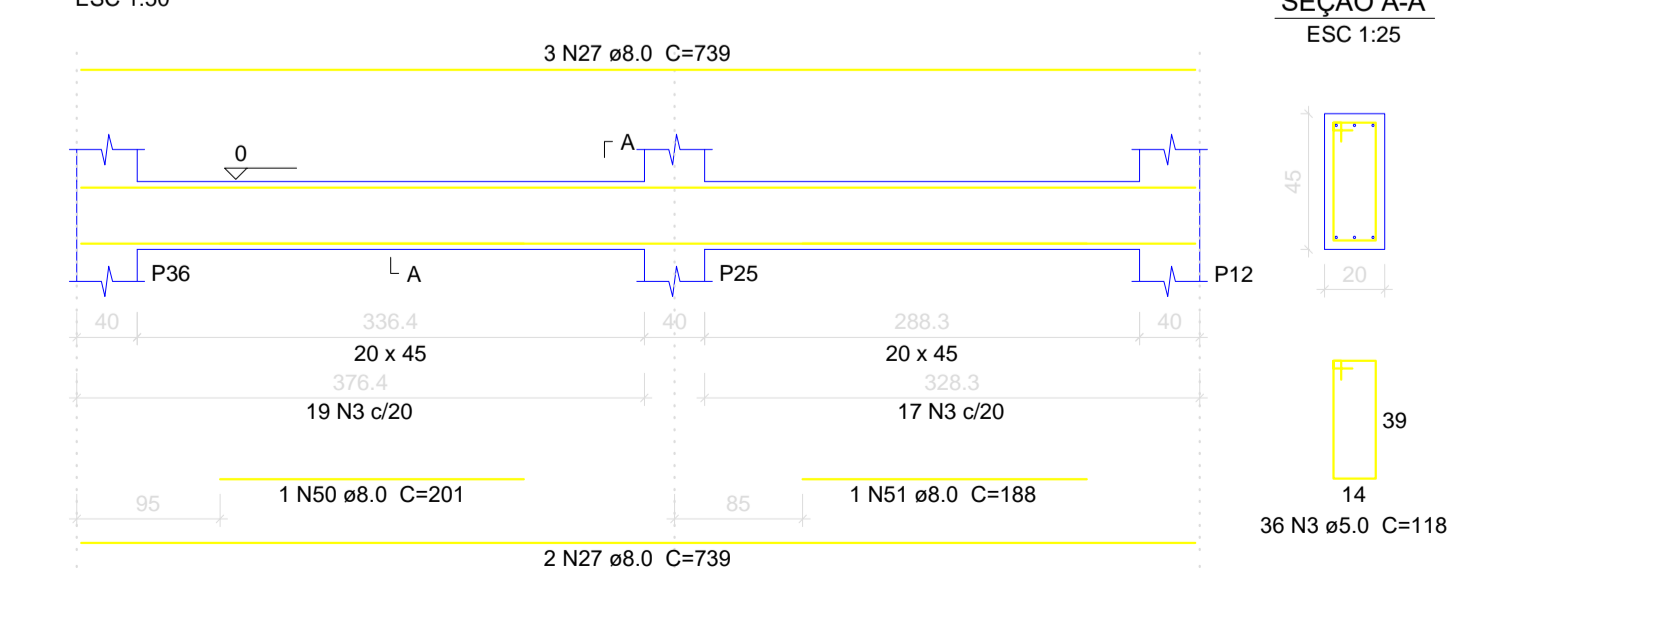 ESC 1:50
SEÇÃO A-A
ESC 1:25
3 N27 ø8.0 C=739
0
A
45
P36
A
P25
P12
20
40
336.4
40
288.3
40
20 x 45
20 x 45
376.4
328.3
19 N3 c/20
17 N3 c/20
39
1 N50 ø8.0 C=201
1 N51 ø8.0 C=188
14
95
85
36 N3 ø5.0 C=118
2 N27 ø8.0 C=739